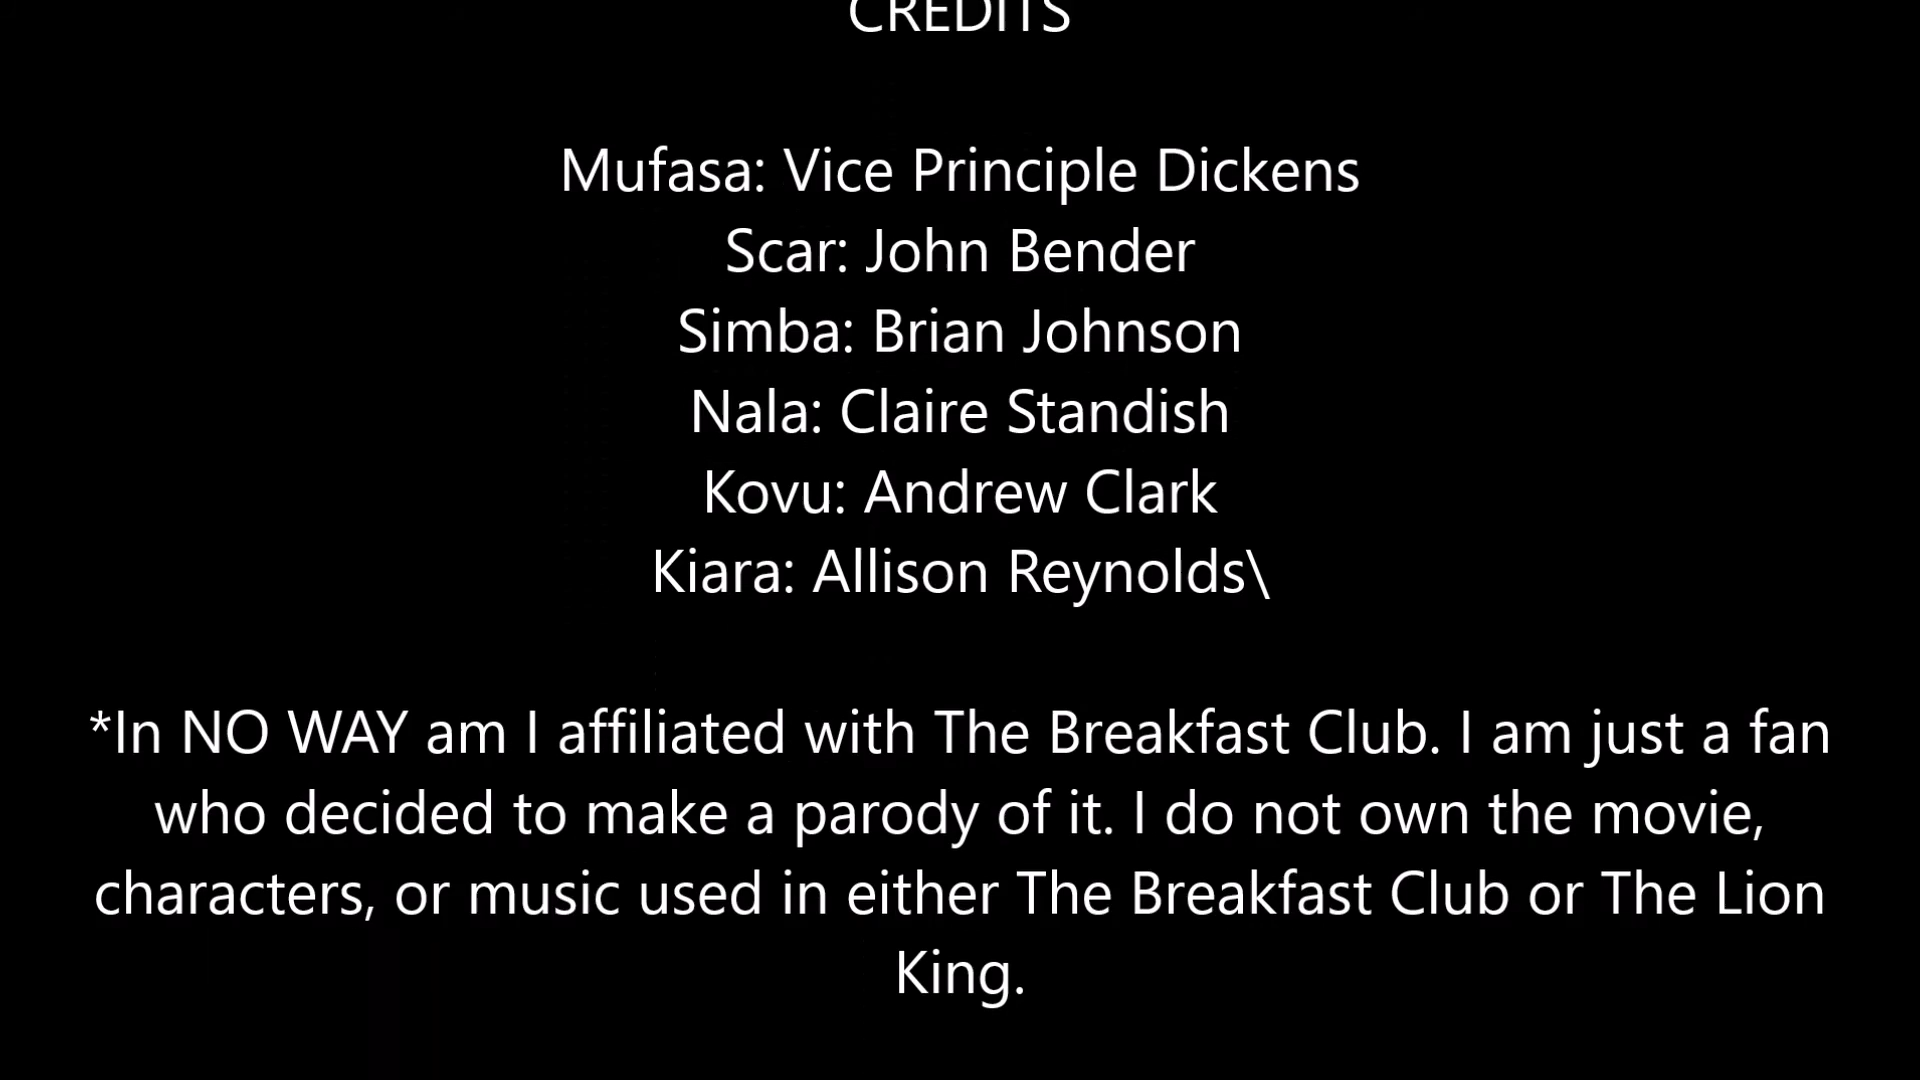 CREDITS
Mufasa: Vice Principle Dickens
Scar: John Bender
Simba: Brian Johnson
Nala: Claire Standish
Kovu: Andrew Clark
Kiara: Allison Reynolds\
*In NO WAY am I affiliated with The Breakfast Club. I am just a fan
who decided to make a parody of it. I do not own the movie,
characters, or music used in either The Breakfast Club or The Lion
King.